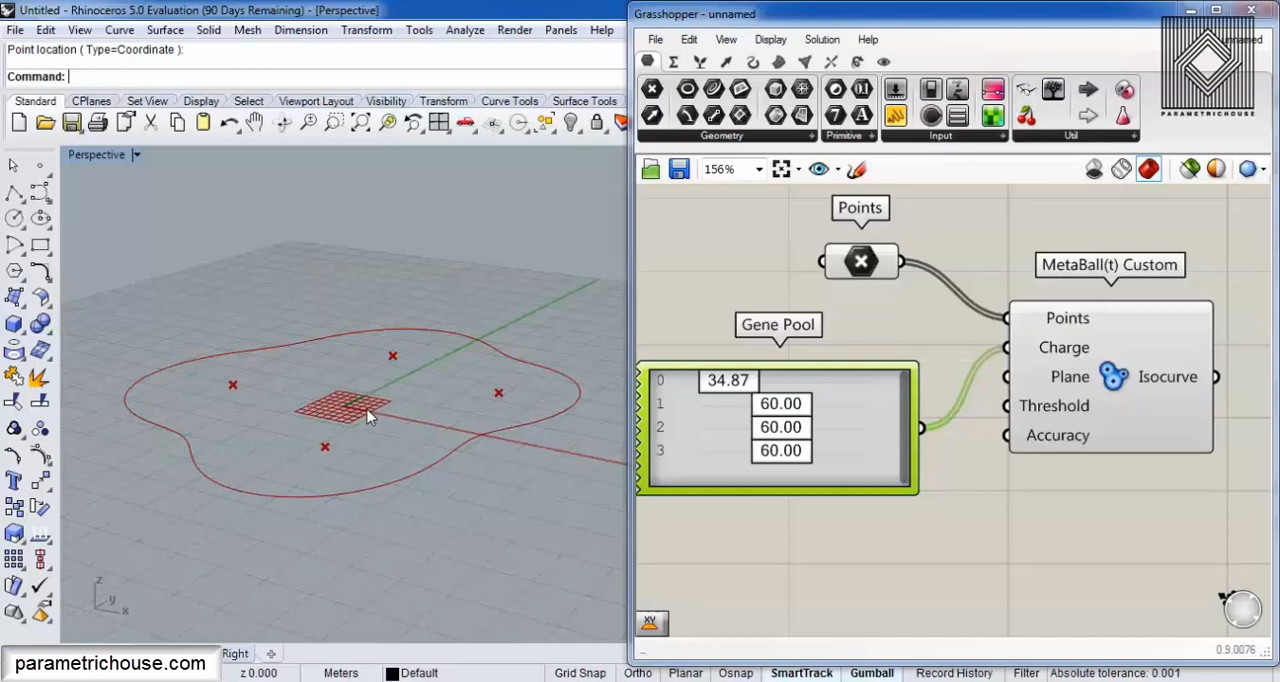 Untitled - Rhinoceros 5.0 Evaluation (90 Days Remaining) - [Perspective]
File Edit View Curve Surface Solid Mesh Dimension Transform Tools Analyze Render Panels Help
Point location ( Type=Coordinate ):
Command:
Standard CPlanes Set View Display Select Viewport Layout Visibility Transform Curve Tools Surface Tools
Perspective
z
y
x
Right
z 0.000 Meters Default Grid Snap Ortho Planar Osnap SmartTrack Gumball Record History Filter Absolute tolerance: 0.001
parametrichouse.com
Grasshopper - unnamed
File Edit View Display Solution Help
unnamed
PARAMETRICHOUSE
Geometry Primitive Input Util
156%
Points
MetaBall(t) Custom
Points
Charge
Plane
Threshold
Accuracy
Isocurve
Gene Pool
0 34.87
1 60.00
2 60.00
3 60.00
XY
0.9.0076